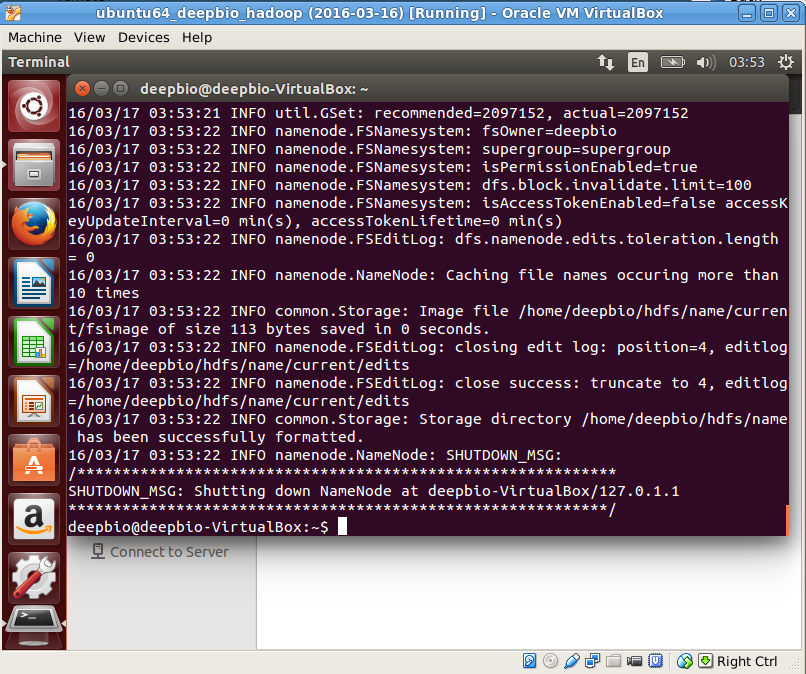 ubuntu64_deepbio_hadoop (2016-03-16) [Running] - Oracle VM VirtualBox
Machine View Devices Help
Terminal En 03:53
deepbio@deepbio-VirtualBox: ~
16/03/17 03:53:21 INFO util.GSet: recommended=2097152, actual=2097152
16/03/17 03:53:22 INFO namenode.FSNamesystem: fsOwner=deepbio
16/03/17 03:53:22 INFO namenode.FSNamesystem: supergroup=supergroup
16/03/17 03:53:22 INFO namenode.FSNamesystem: isPermissionEnabled=true
16/03/17 03:53:22 INFO namenode.FSNamesystem: dfs.block.invalidate.limit=100
16/03/17 03:53:22 INFO namenode.FSNamesystem: isAccessTokenEnabled=false accessK
eyUpdateInterval=0 min(s), accessTokenLifetime=0 min(s)
16/03/17 03:53:22 INFO namenode.FSEditLog: dfs.namenode.edits.toleration.length
= 0
16/03/17 03:53:22 INFO namenode.NameNode: Caching file names occuring more than
10 times
16/03/17 03:53:22 INFO common.Storage: Image file /home/deepbio/hdfs/name/curren
t/fsimage of size 113 bytes saved in 0 seconds.
16/03/17 03:53:22 INFO namenode.FSEditLog: closing edit log: position=4, editlog
=/home/deepbio/hdfs/name/current/edits
16/03/17 03:53:22 INFO namenode.FSEditLog: close success: truncate to 4, editlog
=/home/deepbio/hdfs/name/current/edits
16/03/17 03:53:22 INFO common.Storage: Storage directory /home/deepbio/hdfs/name
has been successfully formatted.
16/03/17 03:53:22 INFO namenode.NameNode: SHUTDOWN_MSG:
/************************************************************
SHUTDOWN_MSG: Shutting down NameNode at deepbio-VirtualBox/127.0.1.1
************************************************************/
deepbio@deepbio-VirtualBox:~$
Connect to Server
Right Ctrl